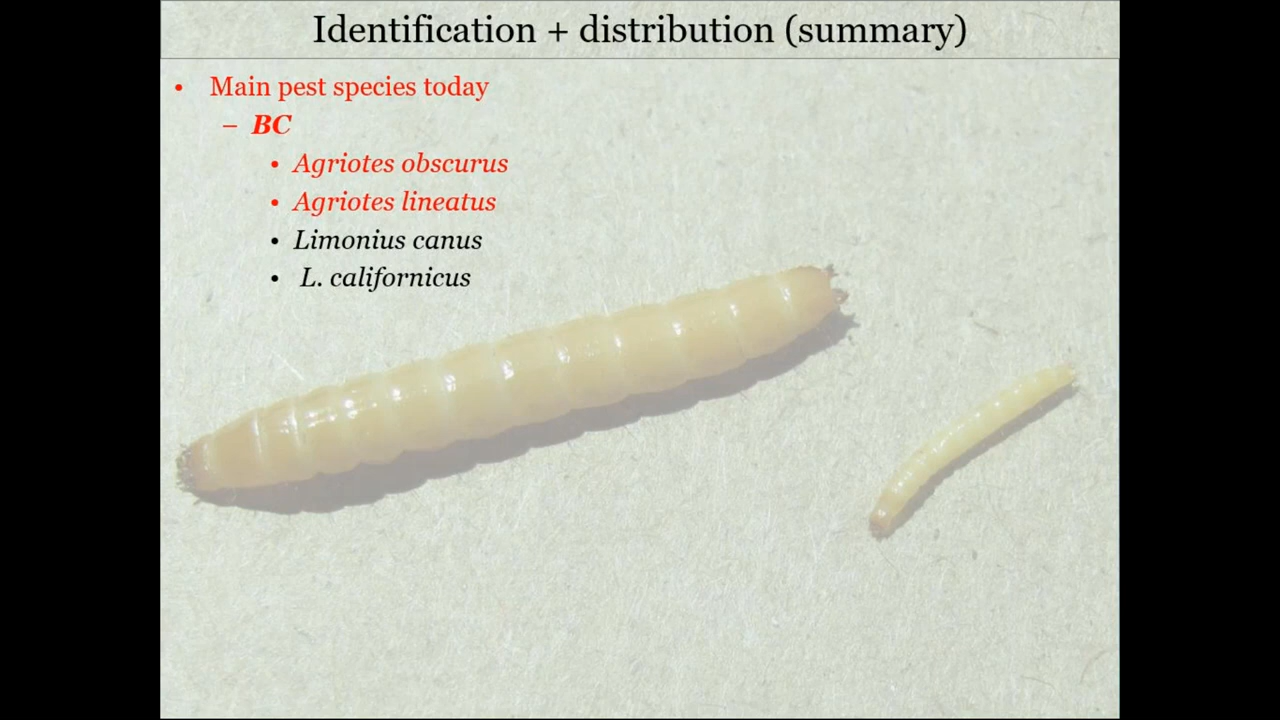 Identification + distribution (summary)
• Main pest species today
– BC
• Agriotes obscurus
• Agriotes lineatus
• Limonius canus
• L. californicus